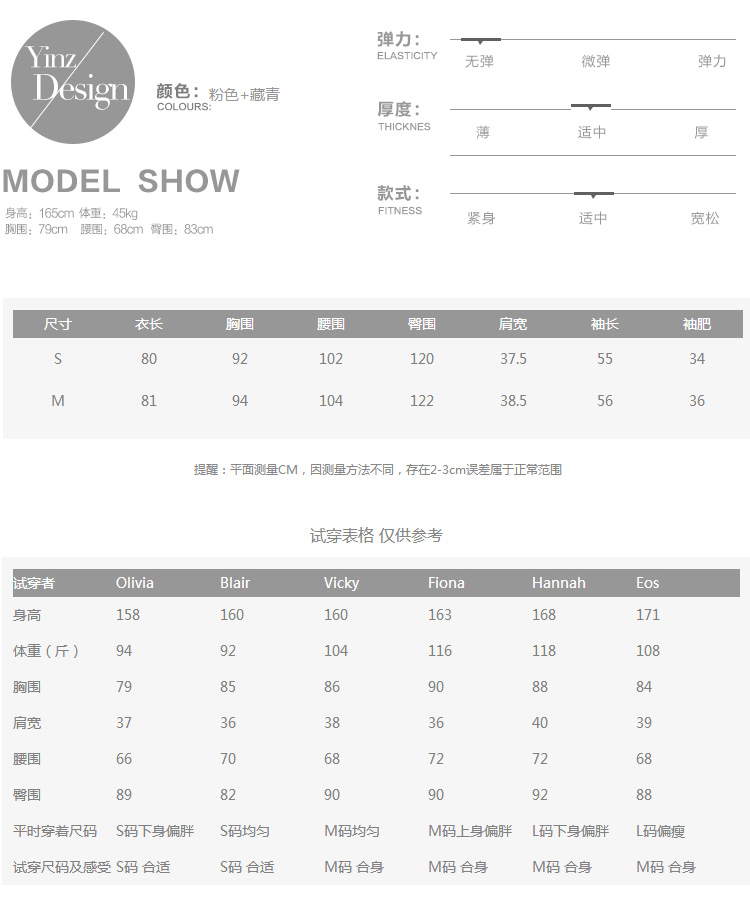 Yinz
Design
颜色：粉色+藏青
COLOURS:
MODEL SHOW
身高：165cm 体重：45kg
胸围：79cm 腰围：68cm 臀围：83cm
弹力：
ELASTICITY
无弹 微弹 弹力
厚度：
THICKNES
薄 适中 厚
款式：
FITNESS
紧身 适中 宽松
尺寸 衣长 胸围 腰围 臀围 肩宽 袖长 袖肥
S 80 92 102 120 37.5 55 34
M 81 94 104 122 38.5 56 36
提醒：平面测量CM，因测量方法不同，存在2-3cm误差属于正常范围
试穿表格 仅供参考
试穿者 Olivia Blair Vicky Fiona Hannah Eos
身高 158 160 160 163 168 171
体重（斤） 94 92 104 116 118 108
胸围 79 85 86 90 88 84
肩宽 37 36 38 36 40 39
腰围 66 70 68 72 72 68
臀围 89 82 90 90 92 88
平时穿着尺码 S码下身偏胖 S码均匀 M码均匀 M码上身偏胖 L码下身偏胖 L码偏瘦
试穿尺码及感受 S码 合适 S码 合适 M码 合身 M码 合身 M码 合身 M码 合身